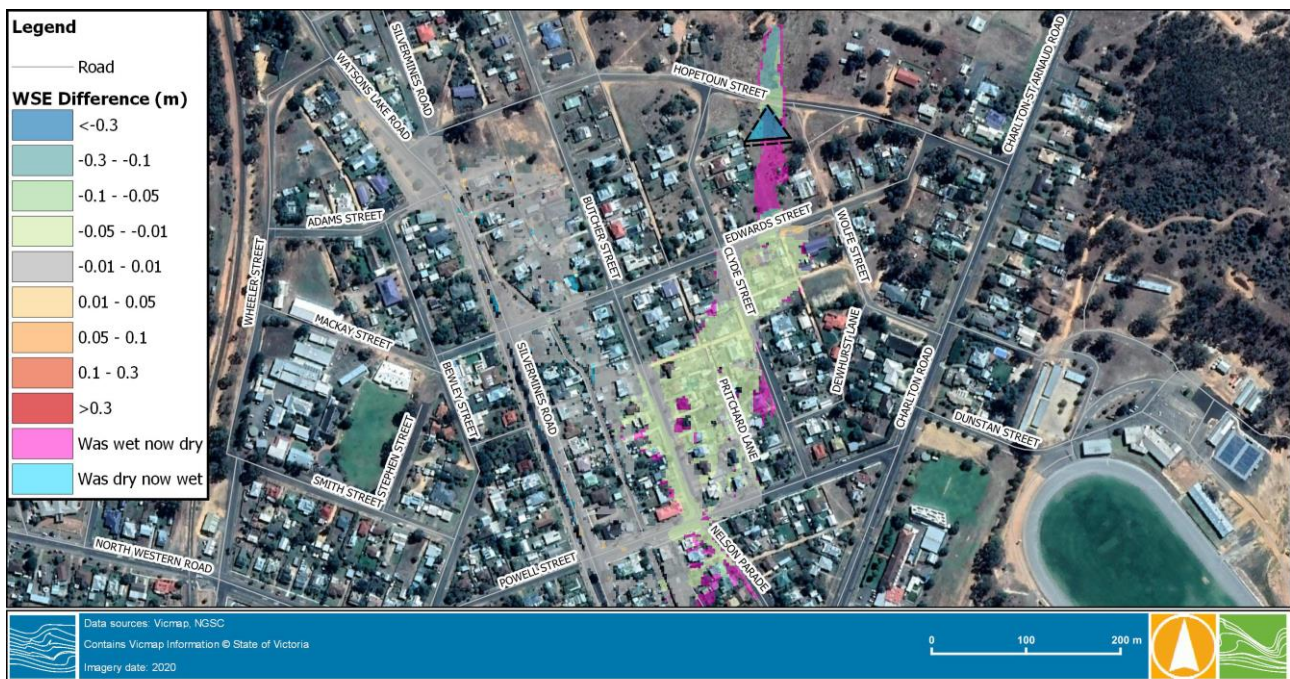 Legend
Road
WSE Difference (m)
<-0.3
-0.3 - -0.1
-0.1 - -0.05
-0.05 - -0.01
-0.01 - 0.01
0.01 - 0.05
0.05 - 0.1
0.1 - 0.3
>0.3
Was wet now dry
Was dry now wet
SILVERMINES ROAD
WATSONS LAKE ROAD
HOPETOUN STREET
CHARLTON-ST ARNAUD ROAD
ADAMS STREET
BUTCHER STREET
EDWARDS STREET
WOLFE STREET
CLYDE STREET
WHEELER STREET
MACKAY STREET
BEWLEY STREET
SILVERMINES ROAD
PRITCHARD LANE
DEWHURST LANE
CHARLTON ROAD
DUNSTAN STREET
STEPHEN STREET
SMITH STREET
NORTH WESTERN ROAD
POWELL STREET
NELSON PARADE
Data sources: Vicmap, NGSC
Contains Vicmap Information © State of Victoria
Imagery date: 2020
0 100 200 m